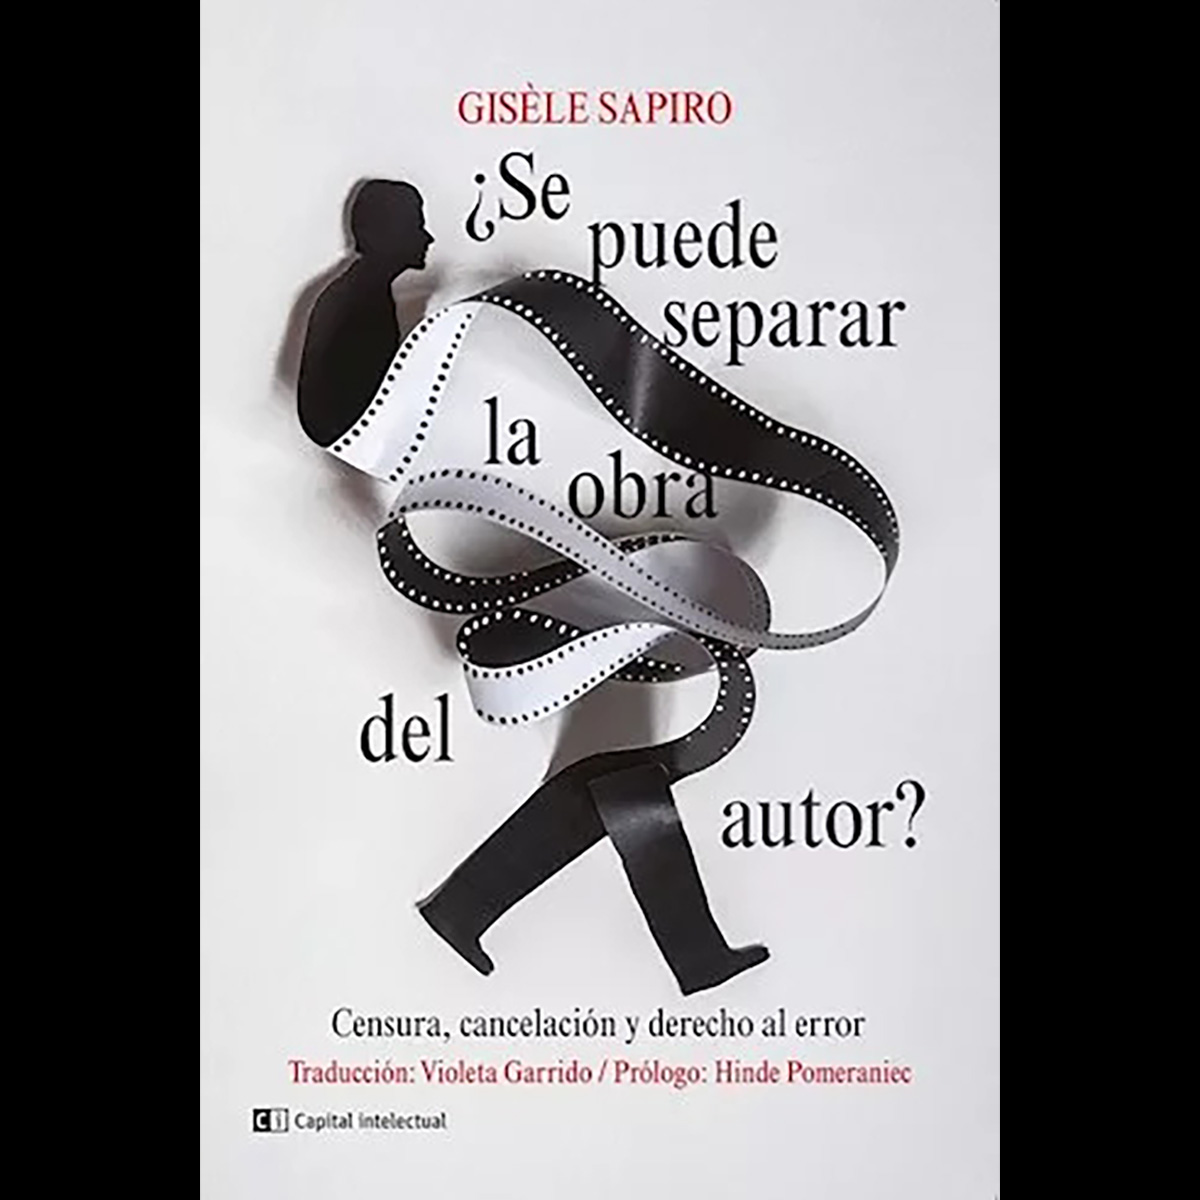 GISÈLE SAPIRO
¿Se
puede
separar
la
obra
del
autor?
Censura, cancelación y derecho al error
Traducción: Violeta Garrido / Prólogo: Hinde Pomeraniec
Ci Capital intelectual